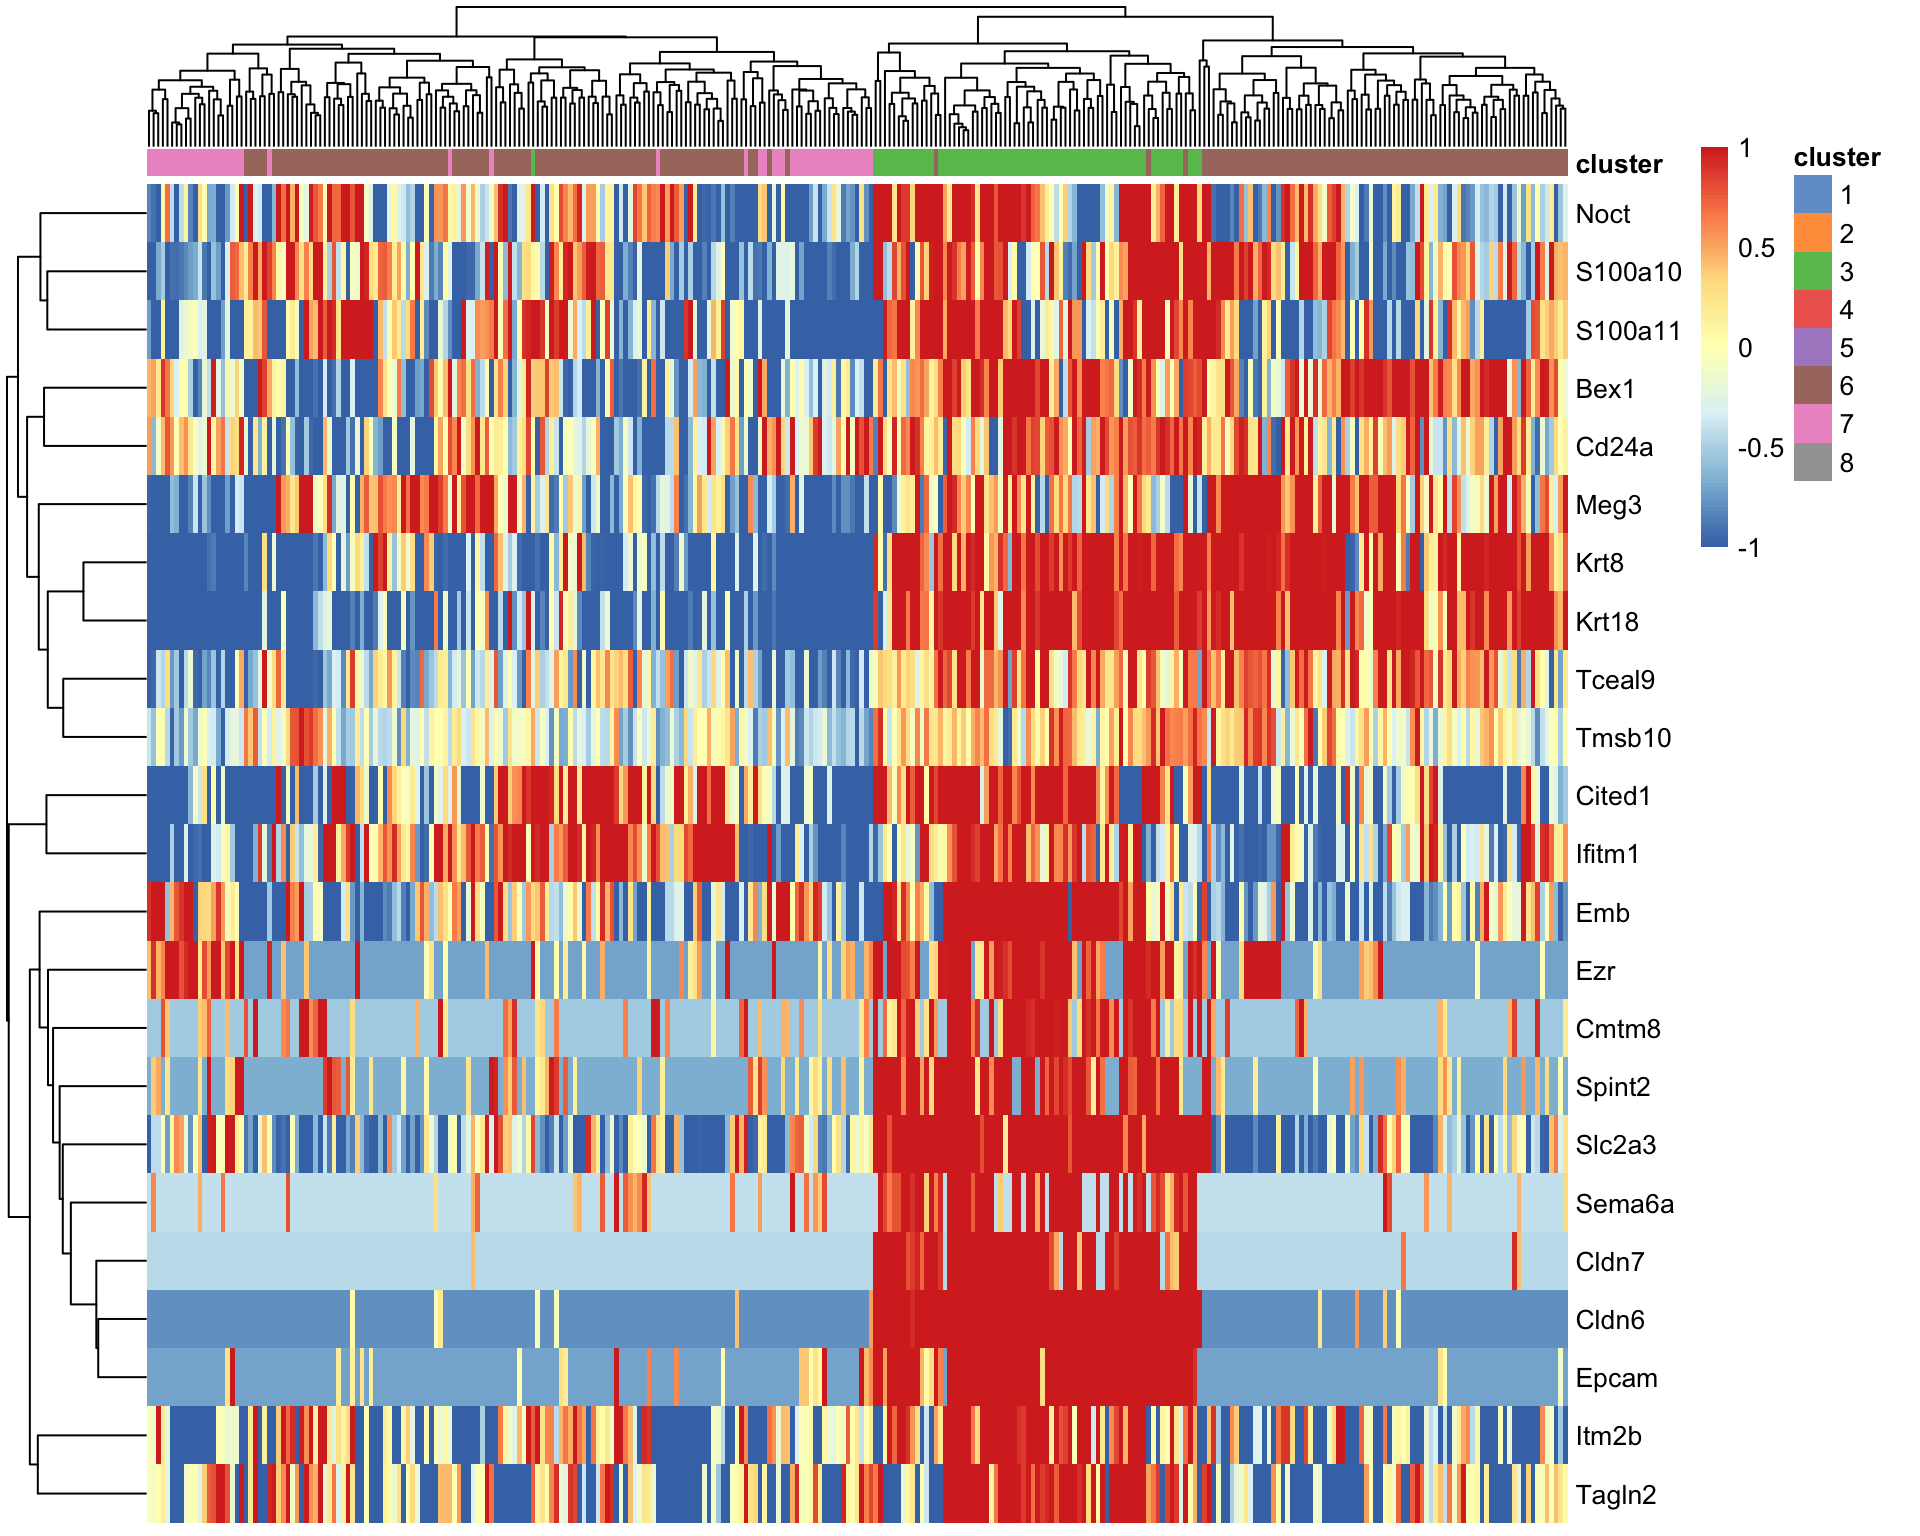 cluster
Noct
S100a10
S100a11
Bex1
Cd24a
Meg3
Krt8
Krt18
Tceal9
Tmsb10
Cited1
Ifitm1
Emb
Ezr
Cmtm8
Spint2
Slc2a3
Sema6a
Cldn7
Cldn6
Epcam
Itm2b
Tagln2
1
0.5
0
-0.5
-1
cluster
1
2
3
4
5
6
7
8